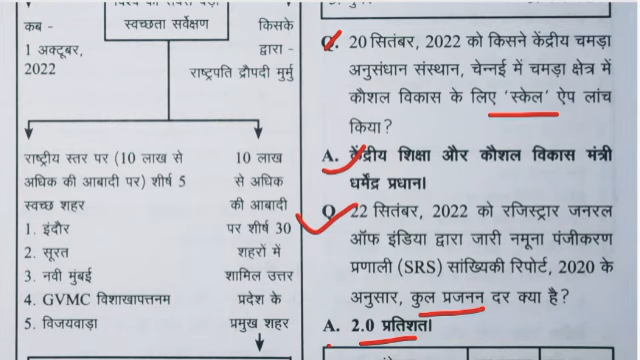 स्वच्छता सर्वेक्षण
कब -
1 अक्टूबर,
2022
किसके
द्वारा -
राष्ट्रपति द्रौपदी मुर्मु
राष्ट्रीय स्तर पर (10 लाख से
अधिक की आबादी पर) शीर्ष 5
स्वच्छ शहर
1. इंदौर
2. सूरत
3. नवी मुंबई
4. GVMC विशाखापत्तनम
5. विजयवाड़ा
10 लाख
से अधिक
की आबादी
पर शीर्ष 30
शहरों में
शामिल उत्तर
प्रदेश के
प्रमुख शहर
Q. 20 सितंबर, 2022 को किसने केंद्रीय चमड़ा
अनुसंधान संस्थान, चेन्नई में चमड़ा क्षेत्र में
कौशल विकास के लिए ‘स्केल’ ऐप लांच
किया?
A. केंद्रीय शिक्षा और कौशल विकास मंत्री
धर्मेंद्र प्रधान।
Q 22 सितंबर, 2022 को रजिस्ट्रार जनरल
ऑफ इंडिया द्वारा जारी नमूना पंजीकरण
प्रणाली (SRS) सांख्यिकी रिपोर्ट, 2020 के
अनुसार, कुल प्रजनन दर क्या है?
A. 2.0 प्रतिशत।